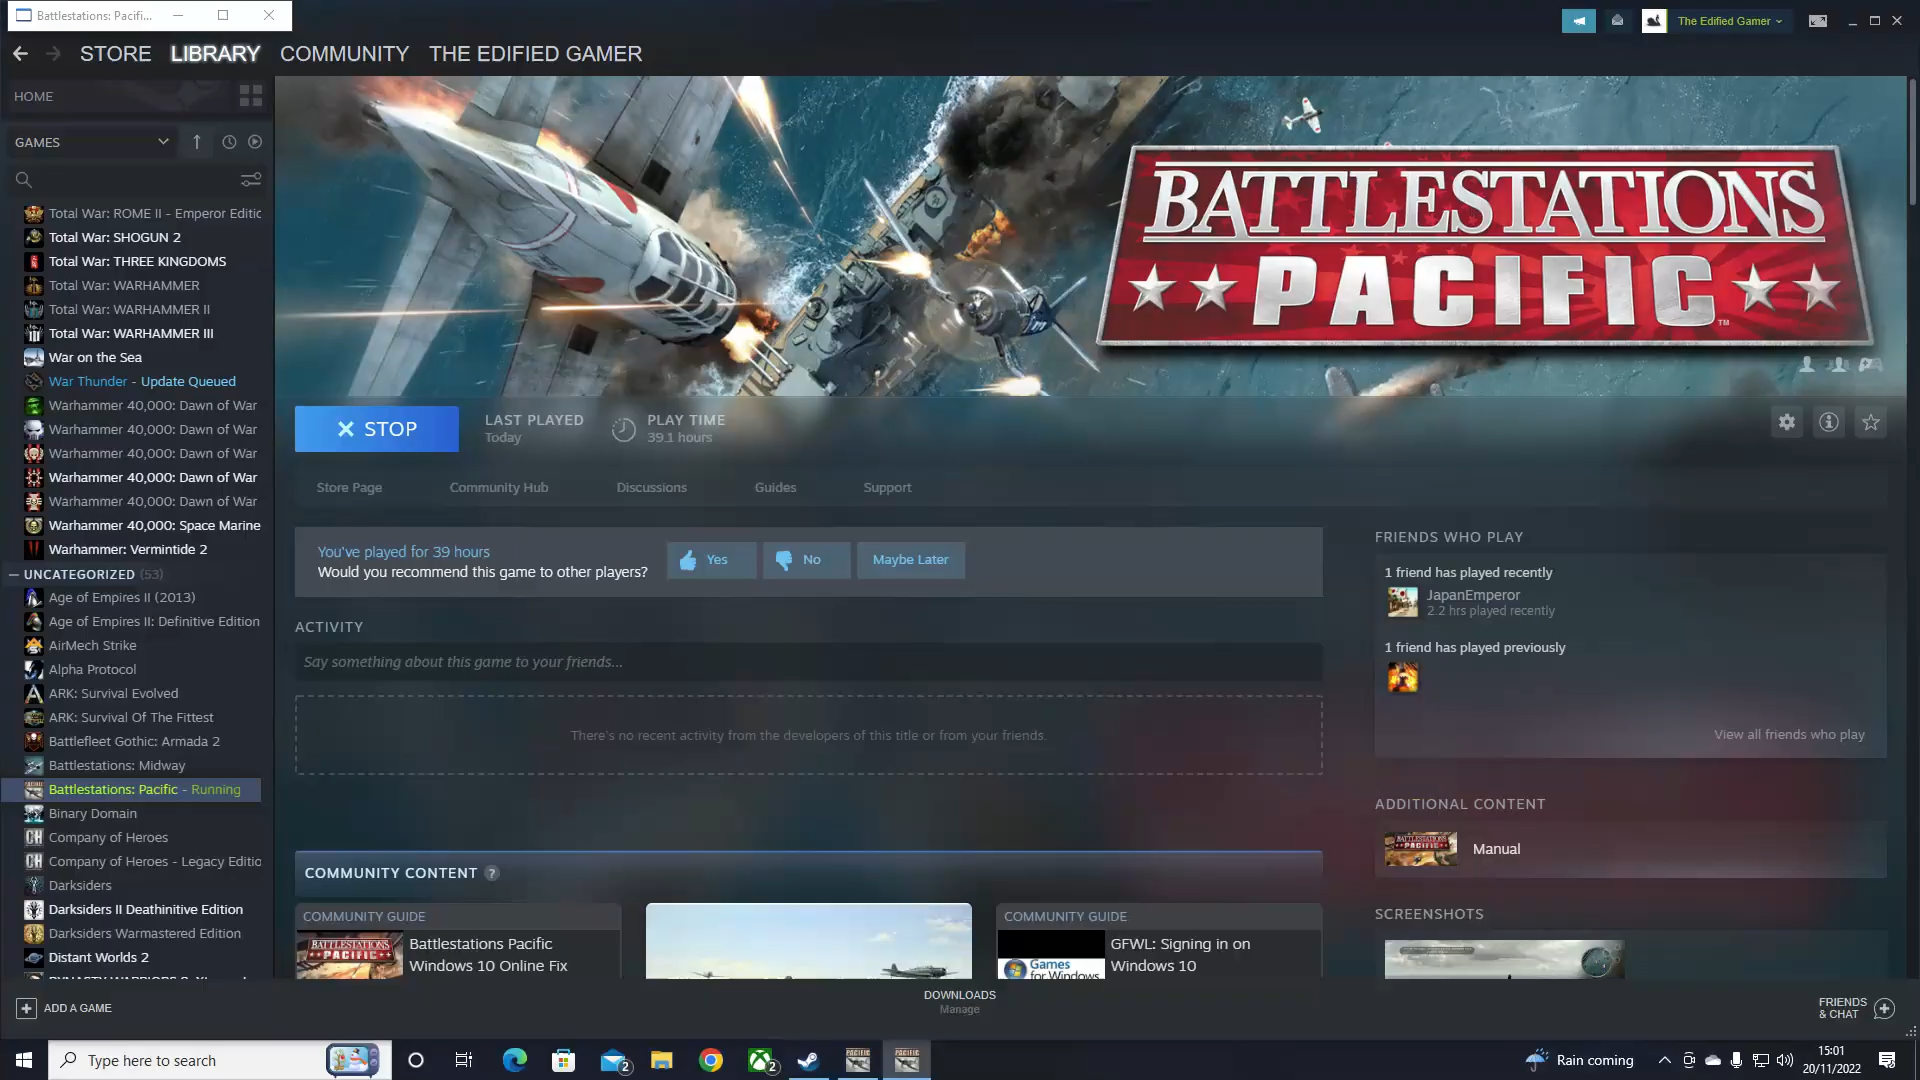 Battlestations: Pacifi...
The Edified Gamer
STORE LIBRARY COMMUNITY THE EDIFIED GAMER
HOME
GAMES
Total War: ROME II - Emperor Editic
Total War: SHOGUN 2
Total War: THREE KINGDOMS
Total War: WARHAMMER
Total War: WARHAMMER II
Total War: WARHAMMER III
War on the Sea
War Thunder - Update Queued
Warhammer 40,000: Dawn of War
Warhammer 40,000: Dawn of War
Warhammer 40,000: Dawn of War
Warhammer 40,000: Dawn of War
Warhammer 40,000: Dawn of War
Warhammer 40,000: Space Marine
Warhammer: Vermintide 2
UNCATEGORIZED (53)
Age of Empires II (2013)
Age of Empires II: Definitive Edition
AirMech Strike
Alpha Protocol
ARK: Survival Evolved
ARK: Survival Of The Fittest
Battlefleet Gothic: Armada 2
Battlestations: Midway
Battlestations: Pacific - Running
Binary Domain
Company of Heroes
Company of Heroes - Legacy Editio
Darksiders
Darksiders II Deathinitive Edition
Darksiders Warmastered Edition
Distant Worlds 2
ADD A GAME
BATTLESTATIONS
PACIFIC
TM
STOP
LAST PLAYED
Today
PLAY TIME
39.1 hours
Store Page
Community Hub
Discussions
Guides
Support
You've played for 39 hours
Would you recommend this game to other players?
Yes
No
Maybe Later
ACTIVITY
Say something about this game to your friends...
There's no recent activity from the developers of this title or from your friends.
COMMUNITY CONTENT ?
COMMUNITY GUIDE
BATTLESTATIONS
PACIFIC
Battlestations Pacific
Windows 10 Online Fix
COMMUNITY GUIDE
Games
for Windows
GFWL: Signing in on
Windows 10
FRIENDS WHO PLAY
1 friend has played recently
JapanEmperor
2.2 hrs played recently
1 friend has played previously
View all friends who play
ADDITIONAL CONTENT
BATTLESTATIONS
PACIFIC
Manual
SCREENSHOTS
DOWNLOADS
Manage
FRIENDS
& CHAT
Type here to search
2
2
PACIFIC
PACIFIC
Rain coming
15:01
20/11/2022